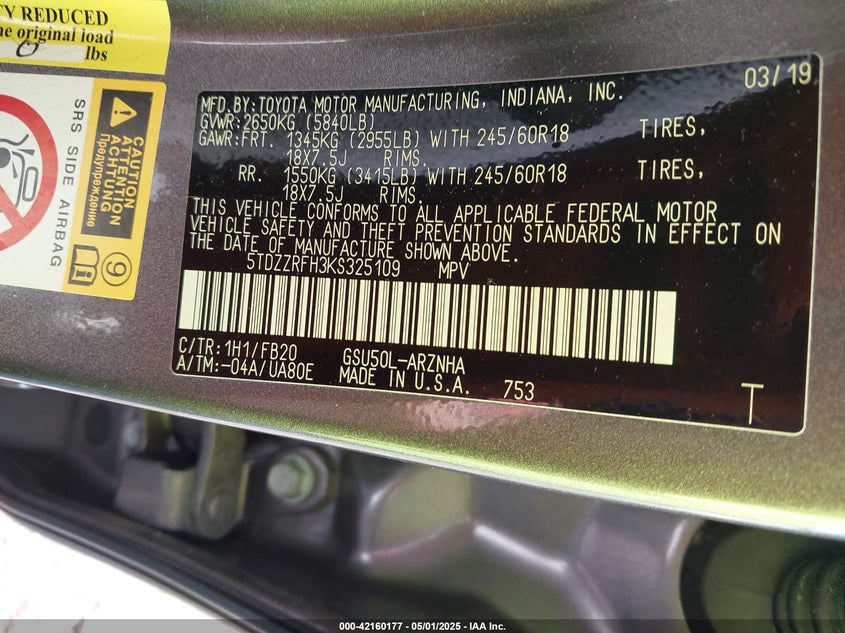 TY REDUCED
he original load
0 lbs
SRS SIDE AIRBAG
CAUTION
ATTENTION
ACHTUNG
Предупреждение
9
03/19
MFD.BY:TOYOTA MOTOR MANUFACTURING, INDIANA, INC.
GVWR:2650KG (5840LB)
GAWR:FRT. 1345KG (2955LB) WITH 245/60R18 TIRES,
18X7.5J RIMS.
RR. 1550KG (3415LB) WITH 245/60R18 TIRES,
18X7.5J RIMS.
THIS VEHICLE CONFORMS TO ALL APPLICABLE FEDERAL MOTOR
VEHICLE SAFETY AND THEFT PREVENTION STANDARDS IN EFFECT ON
THE DATE OF MANUFACTURE SHOWN ABOVE.
5TDZZRFH3KS325109 MPV
C/TR:1H1/FB20 GSU50L-ARZNHA
A/TM:-04A/UA80E MADE IN U.S.A. 753
T
000-42160177 - 05/01/2025 - IAA Inc.